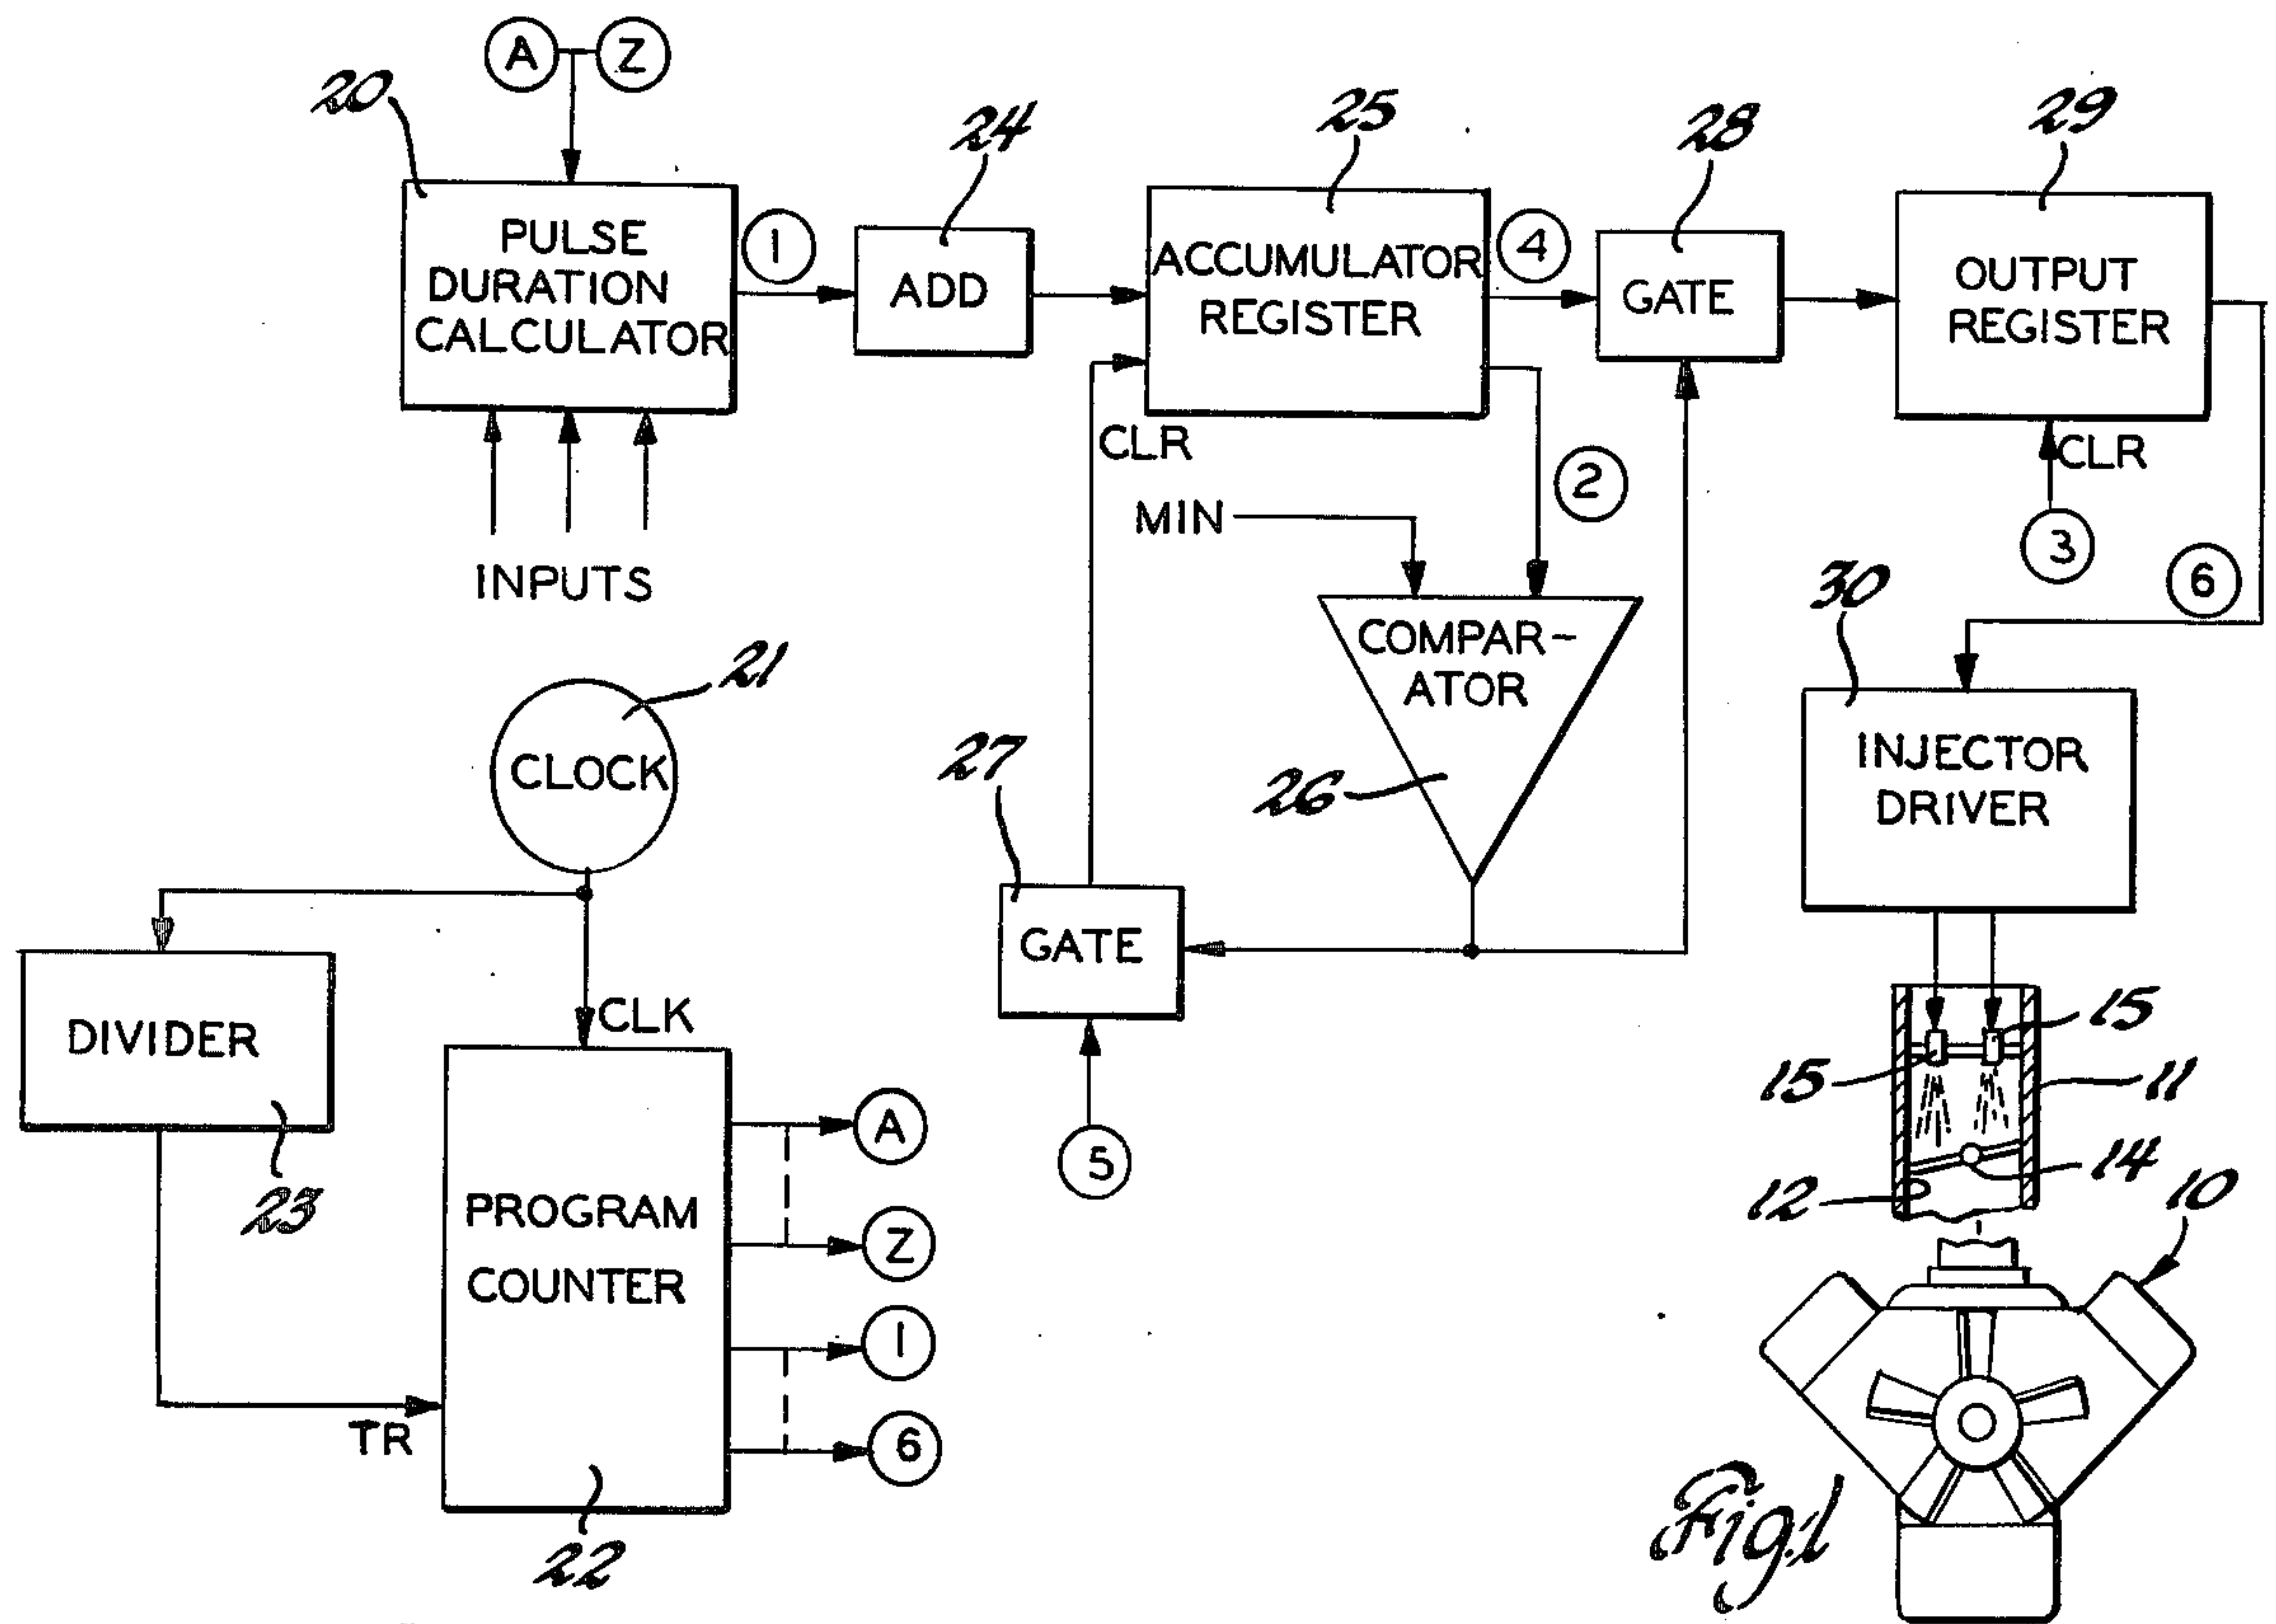 A Z
20
24
25
28
29
PULSE
DURATION
CALCULATOR
1
ADD
ACCUMULATOR
REGISTER
4
GATE
OUTPUT
REGISTER
CLR
CLR
MIN
2
3
6
INPUTS
30
COMPAR-
ATOR
21
CLOCK
27
26
INJECTOR
DRIVER
GATE
DIVIDER
CLK
15
15
11
A
5
14
12
10
23
PROGRAM
COUNTER
Z
1
TR
6
22
Fig.1